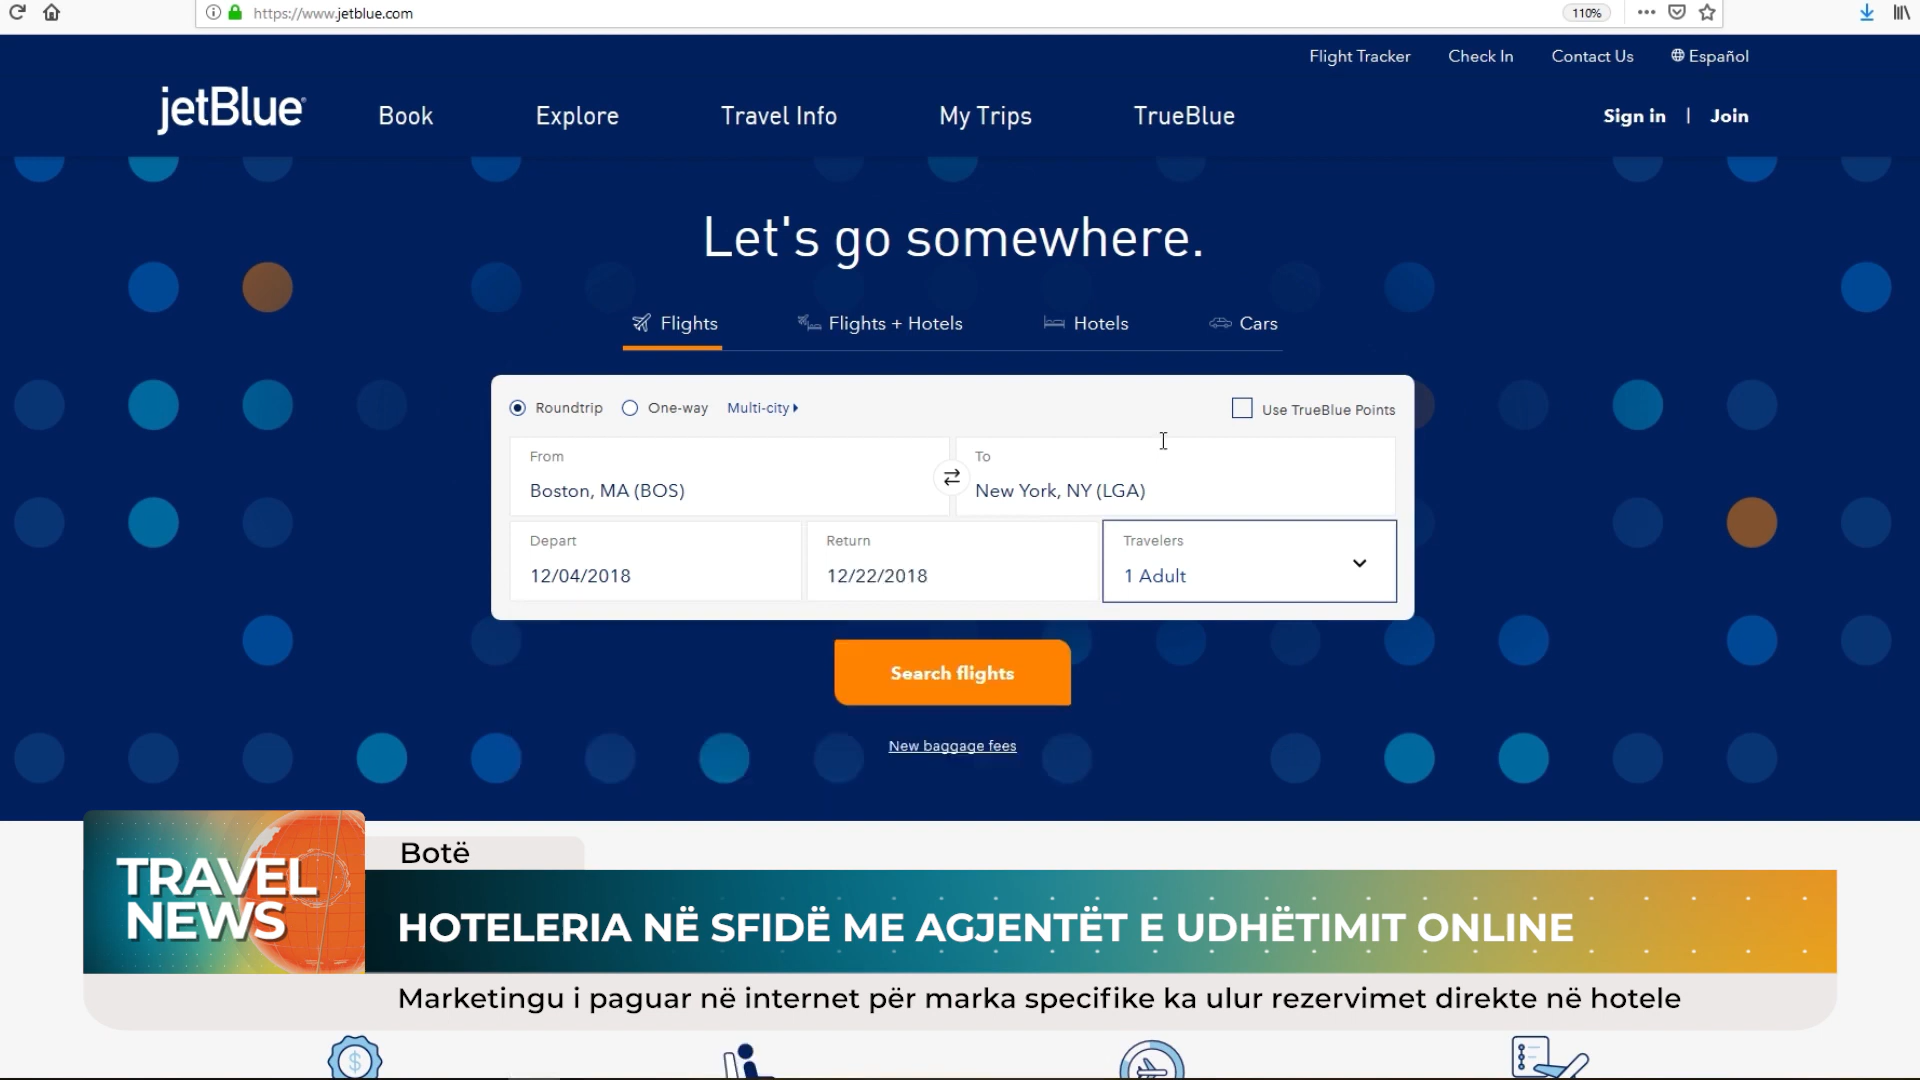 https://www.jetblue.com
110%
Flight Tracker
Check In
Contact Us
Español
jetBlue
Book
Explore
Travel Info
My Trips
TrueBlue
Sign in | Join
Let's go somewhere.
Flights
Flights + Hotels
Hotels
Cars
Roundtrip
One-way
Multi-city
Use TrueBlue Points
From
Boston, MA (BOS)
To
New York, NY (LGA)
Depart
12/04/2018
Return
12/22/2018
Travelers
1 Adult
Search flights
New baggage fees
TRAVEL
NEWS
Botë
HOTELERIA NË SFIDË ME AGJENTËT E UDHËTIMIT ONLINE
Marketingu i paguar në internet për marka specifike ka ulur rezervimet direkte në hotele